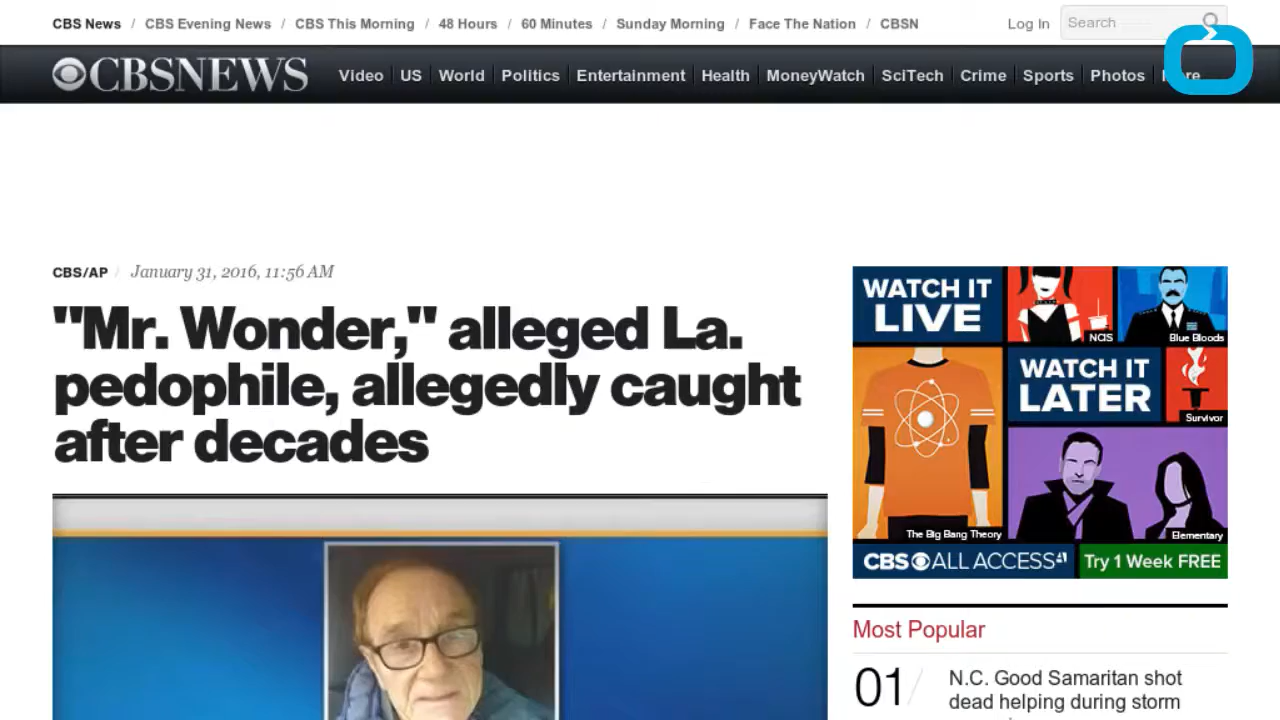 CBS News / CBS Evening News / CBS This Morning / 48 Hours / 60 Minutes / Sunday Morning / Face The Nation / CBSN
Log In
Search
CBSNEWS
Video US World Politics Entertainment Health MoneyWatch SciTech Crime Sports Photos
CBS/AP / January 31, 2016, 11:56 AM
"Mr. Wonder," alleged La.
pedophile, allegedly caught
after decades
WATCH IT
LIVE
NCIS
Blue Bloods
WATCH IT
LATER
Survivor
The Big Bang Theory
Elementary
CBS ALL ACCESS
Try 1 Week FREE
Most Popular
01 / N.C. Good Samaritan shot
dead helping during storm